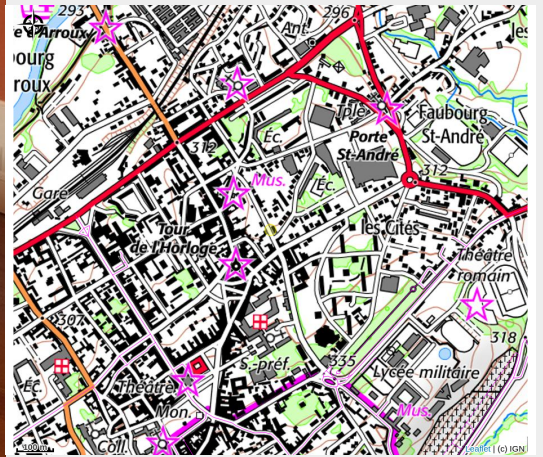 293
296
Ant.
e d'Arroux
les
ourg
roux
Éc.
Tple
Faubourg
St-André
Porte
St-André
312
312
Mus.
Éc.
Gare
les Cités
Tour
de l'Horloge
Théâtre
romain
307
318
335
S.-préf.
Lycée militaire
Éc.
Théâtre
Mon.
Mus.
Coll.
100 m
Leaflet | (c) IGN